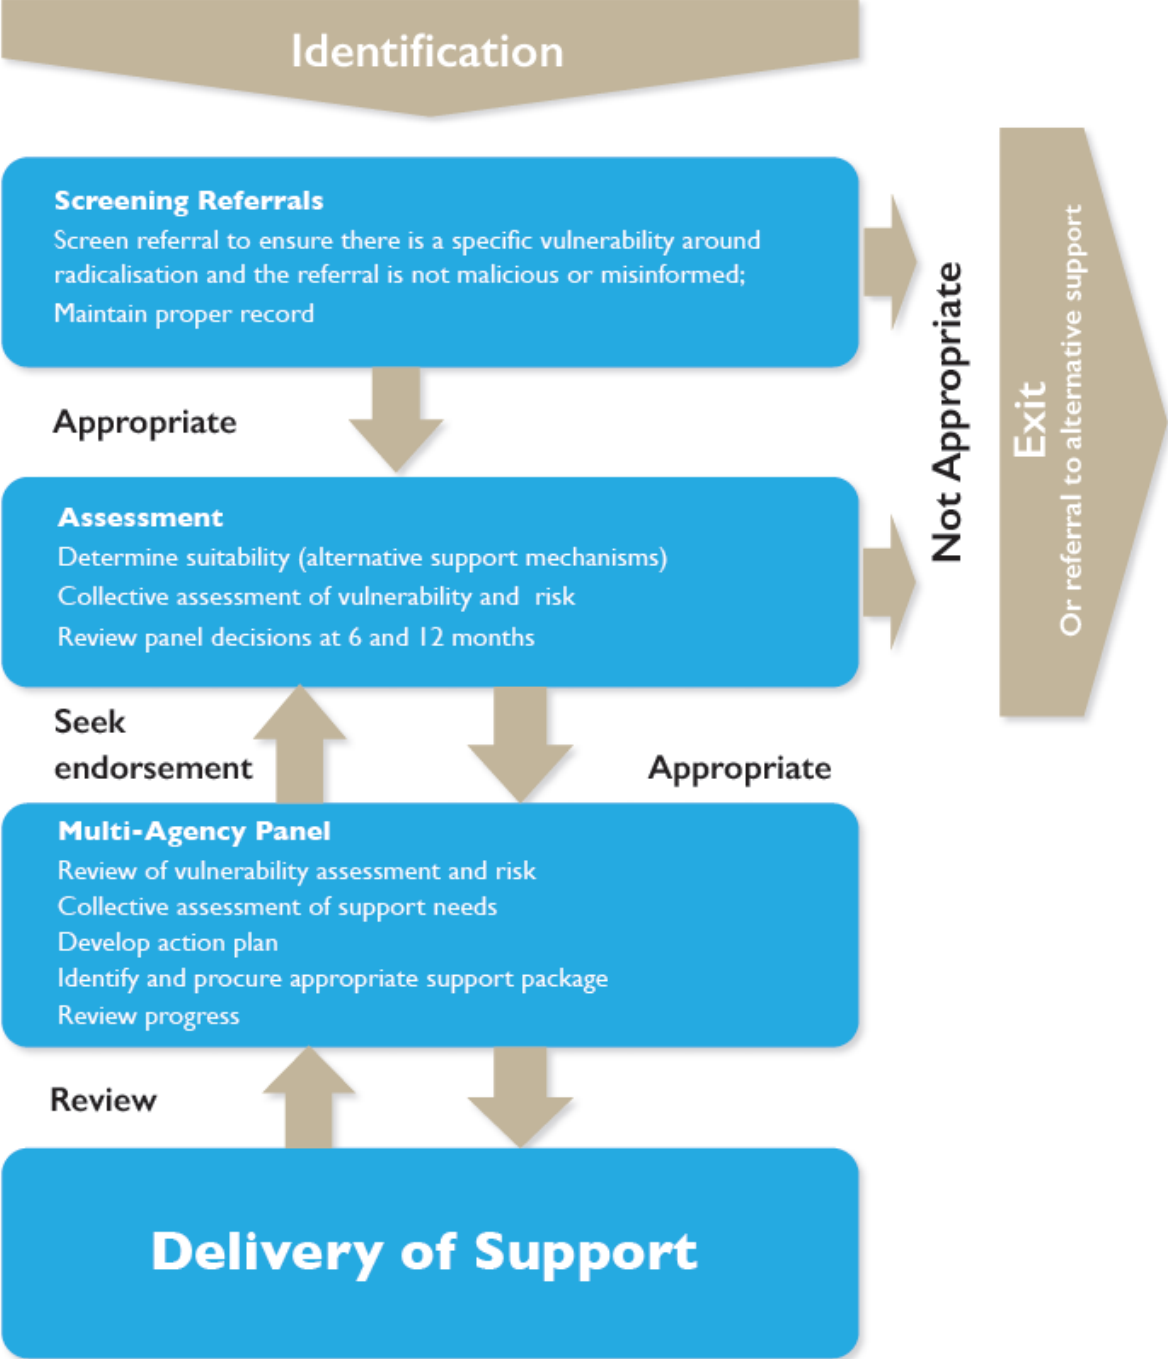 Identification
Screening Referrals
Screen referral to ensure there is a specific vulnerability around
radicalisation and the referral is not malicious or misinformed;
Maintain proper record
Not Appropriate
Exit
Or referral to alternative support
Appropriate
Assessment
Determine suitability (alternative support mechanisms)
Collective assessment of vulnerability and risk
Review panel decisions at 6 and 12 months
Seek
endorsement
Appropriate
Multi-Agency Panel
Review of vulnerability assessment and risk
Collective assessment of support needs
Develop action plan
Identify and procure appropriate support package
Review progress
Review
Delivery of Support